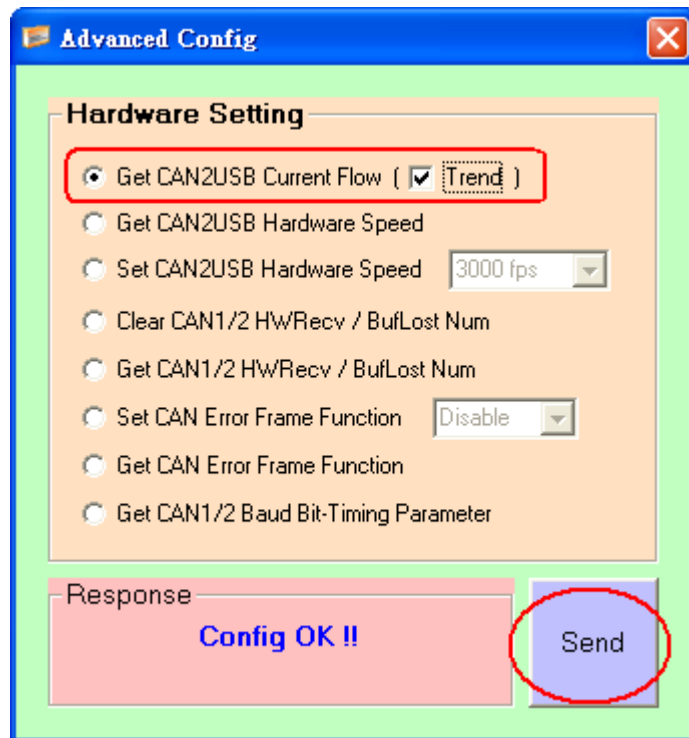 Advanced Config
Hardware Setting
Get CAN2USB Current Flow ( Trend )
Get CAN2USB Hardware Speed
Set CAN2USB Hardware Speed 3000 fps
Clear CAN1/2 HWRecv / BufLost Num
Get CAN1/2 HWRecv / BufLost Num
Set CAN Error Frame Function Disable
Get CAN Error Frame Function
Get CAN1/2 Baud Bit-Timing Parameter
Response
Config OK !!
Send